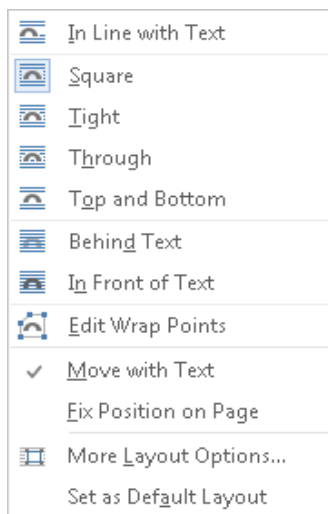 In Line with Text
Square
Tight
Through
Top and Bottom
Behind Text
In Front of Text
Edit Wrap Points
Move with Text
Fix Position on Page
More Layout Options...
Set as Default Layout